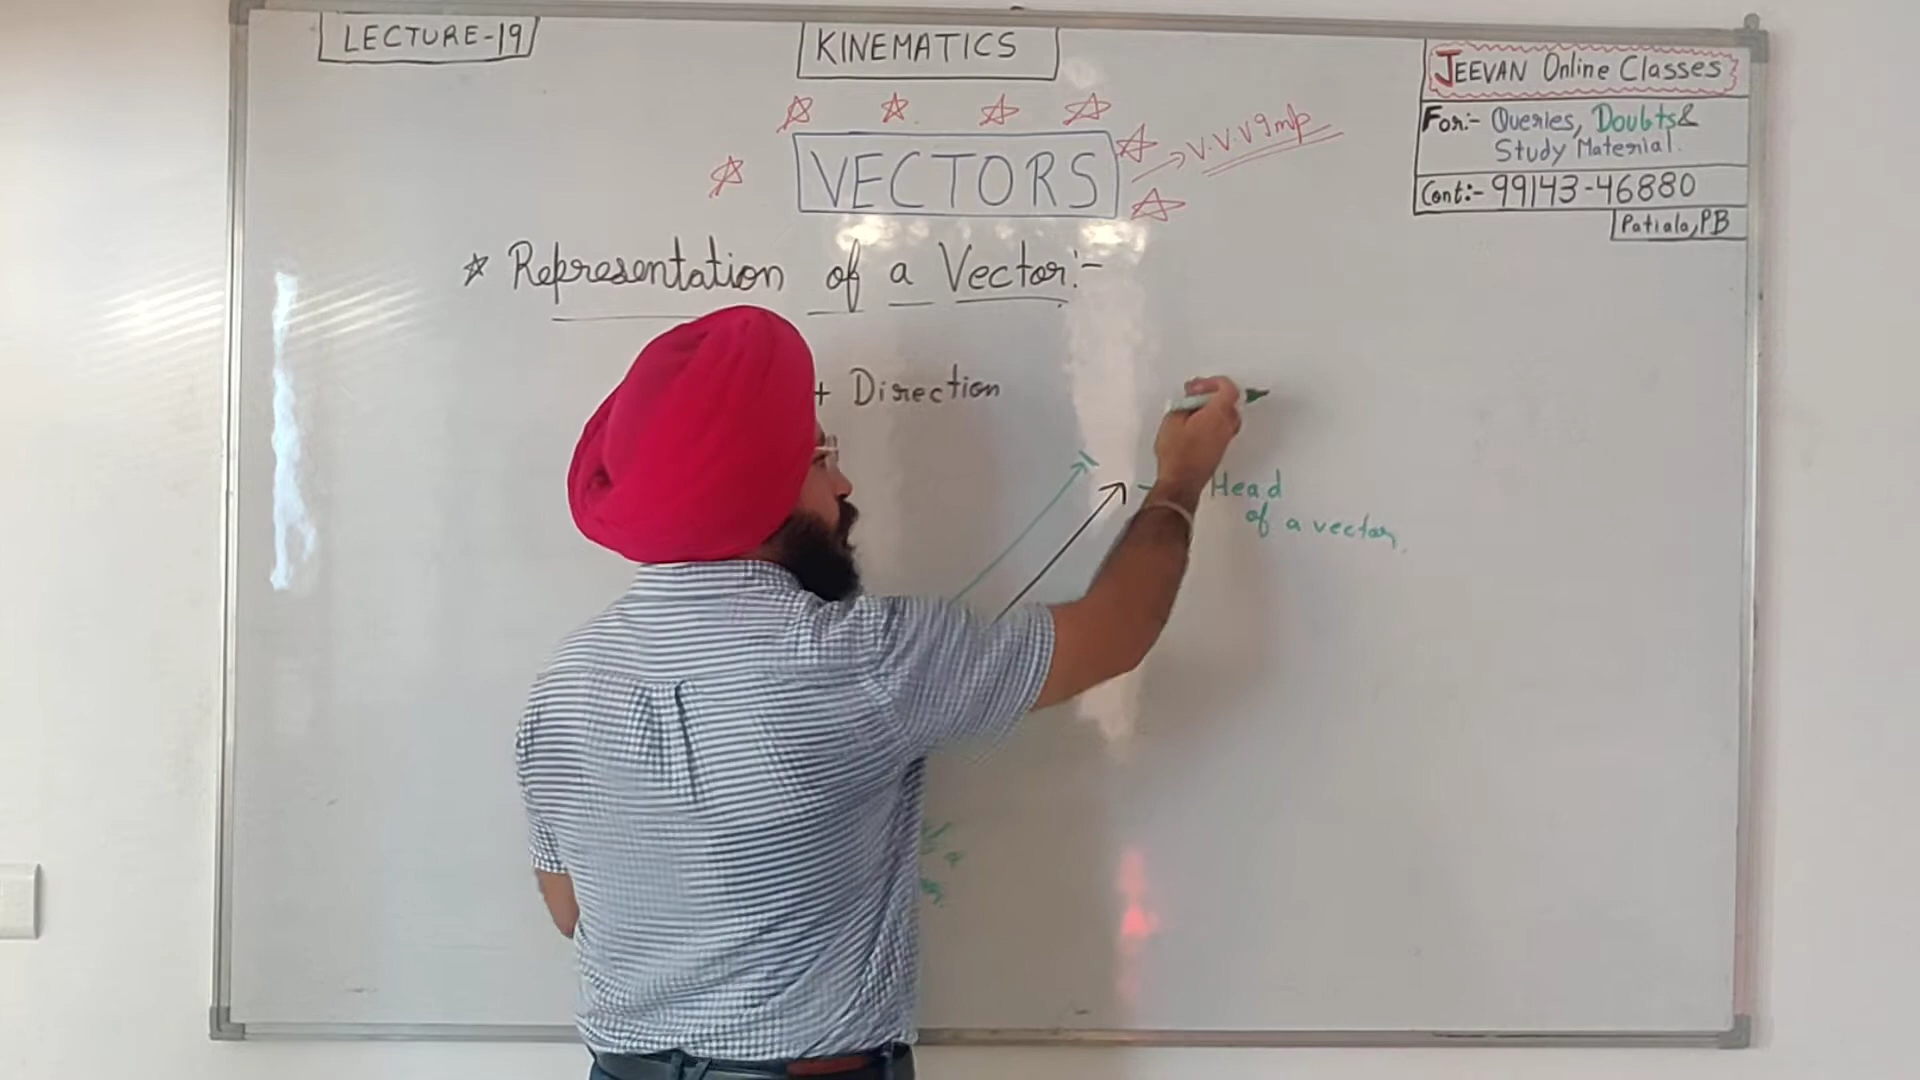 LECTURE-19
KINEMATICS
JEEVAN Online Classes
For:- Queries, Doubts &
Study Material.
Cont:- 99143-46880
Patiala, PB
VECTORS
V.V.V Imp
* Representation of a Vector:-
+ Direction
Head
of a vector